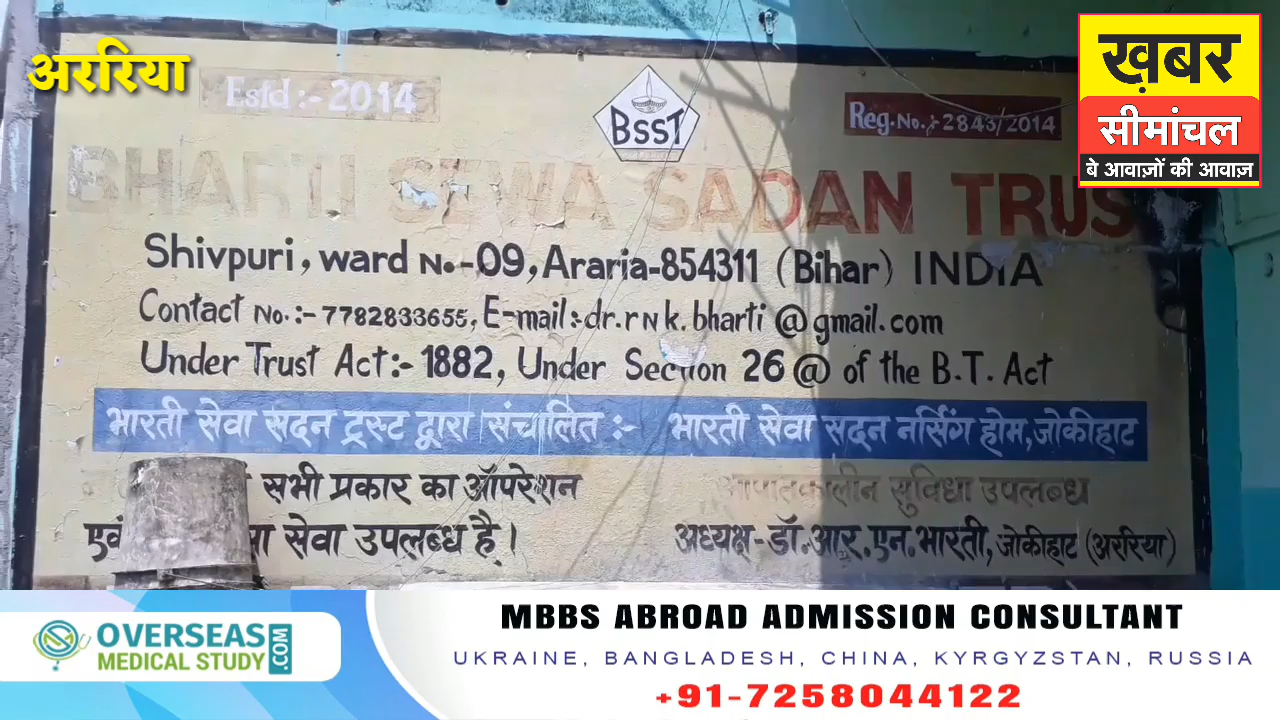 अररिया
Estd :- 2014
BSST
Reg. No. :- 2843/2014
ख़बर
सीमांचल
बे आवाज़ों की आवाज़
BHARTI SEWA SADAN TRUS
Shivpuri, ward No.-09, Araria-854311 (Bihar) INDIA
Contact No. :- 7782833655, E-mail:dr.rNk.bharti@gmail.com
Under Trust Act:- 1882, Under Section 26 @ of the B.T. Act
भारती सेवा सदन ट्रस्ट द्वारा संचालित :- भारती सेवा सदन नर्सिंग होम, जोकीहाट
सभी प्रकार का ऑपरेशन आपातकालीन सुविधा उपलब्ध
एवं सेवा उपलब्ध है। अध्यक्ष-डॉ. आर. एन. भारती, जोकीहाट (अररिया)
OVERSEAS
MEDICAL STUDY .COM
MBBS ABROAD ADMISSION CONSULTANT
UKRAINE, BANGLADESH, CHINA, KYRGYZSTAN, RUSSIA
+91-7258044122